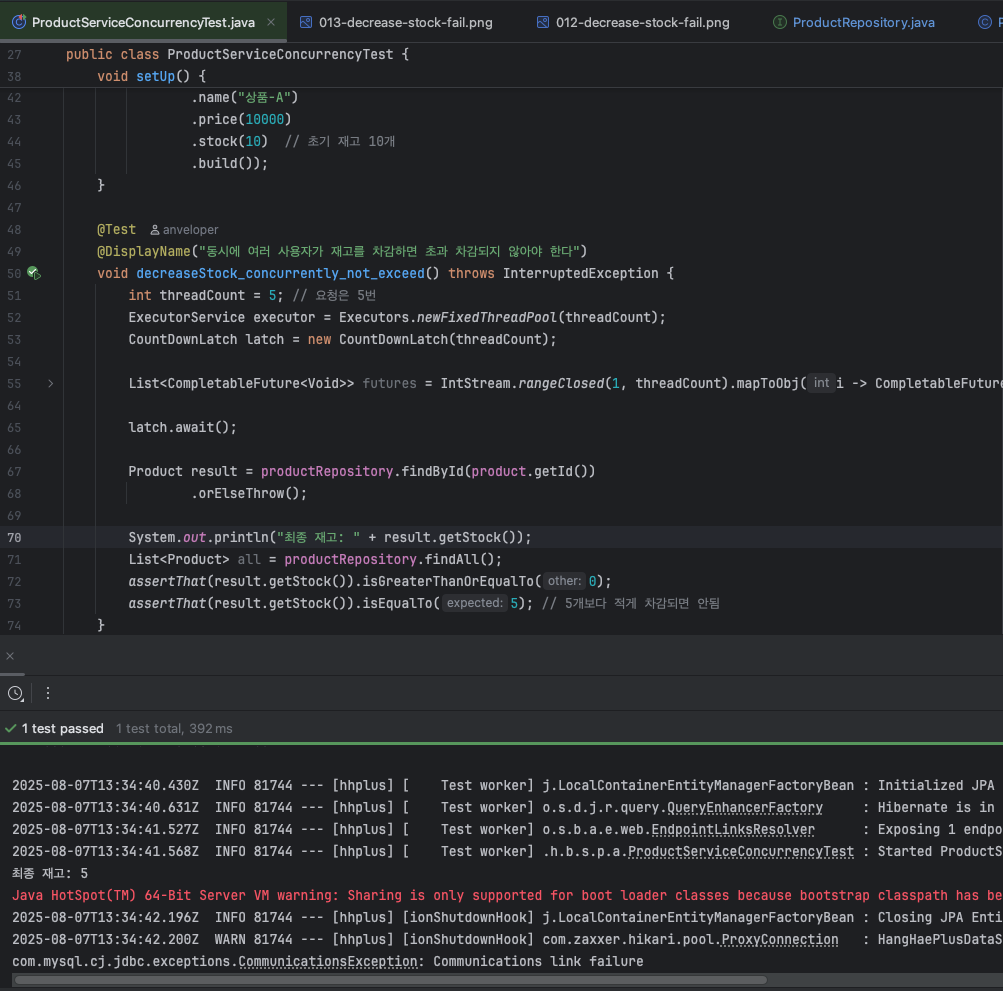 ProductServiceConcurrencyTest.java × 013-decrease-stock-fail.png 012-decrease-stock-fail.png ProductRepository.java
27 public class ProductServiceConcurrencyTest {
38 void setUp() {
42 .name("상품-A")
43 .price(10000)
44 .stock(10) // 초기 재고 10개
45 .build());
46 }
47
48 @Test anveloper
49 @DisplayName("동시에 여러 사용자가 재고를 차감하면 초과 차감되지 않아야 한다")
50 void decreaseStock_concurrently_not_exceed() throws InterruptedException {
51 int threadCount = 5; // 요청은 5번
52 ExecutorService executor = Executors.newFixedThreadPool(threadCount);
53 CountDownLatch latch = new CountDownLatch(threadCount);
54
55 List<CompletableFuture<Void>> futures = IntStream.rangeClosed(1, threadCount).mapToObj( int i -> CompletableFuture
64
65 latch.await();
66
67 Product result = productRepository.findById(product.getId())
68 .orElseThrow();
69
70 System.out.println("최종 재고: " + result.getStock());
71 List<Product> all = productRepository.findAll();
72 assertThat(result.getStock()).isGreaterThanOrEqualTo( other: 0);
73 assertThat(result.getStock()).isEqualTo( expected: 5); // 5개보다 적게 차감되면 안됨
74 }
1 test passed 1 test total, 392 ms
2025-08-07T13:34:40.430Z INFO 81744 --- [hhplus] [ Test worker] j.LocalContainerEntityManagerFactoryBean : Initialized JPA
2025-08-07T13:34:40.631Z INFO 81744 --- [hhplus] [ Test worker] o.s.d.j.r.query.QueryEnhancerFactory : Hibernate is in
2025-08-07T13:34:41.527Z INFO 81744 --- [hhplus] [ Test worker] o.s.b.a.e.web.EndpointLinksResolver : Exposing 1 endpo
2025-08-07T13:34:41.568Z INFO 81744 --- [hhplus] [ Test worker] .h.b.s.p.a.ProductServiceConcurrencyTest : Started ProductS
최종 재고: 5
Java HotSpot(TM) 64-Bit Server VM warning: Sharing is only supported for boot loader classes because bootstrap classpath has be
2025-08-07T13:34:42.196Z INFO 81744 --- [hhplus] [ionShutdownHook] j.LocalContainerEntityManagerFactoryBean : Closing JPA Enti
2025-08-07T13:34:42.200Z WARN 81744 --- [hhplus] [ionShutdownHook] com.zaxxer.hikari.pool.ProxyConnection : HangHaePlusDataS
com.mysql.cj.jdbc.exceptions.CommunicationsException: Communications link failure